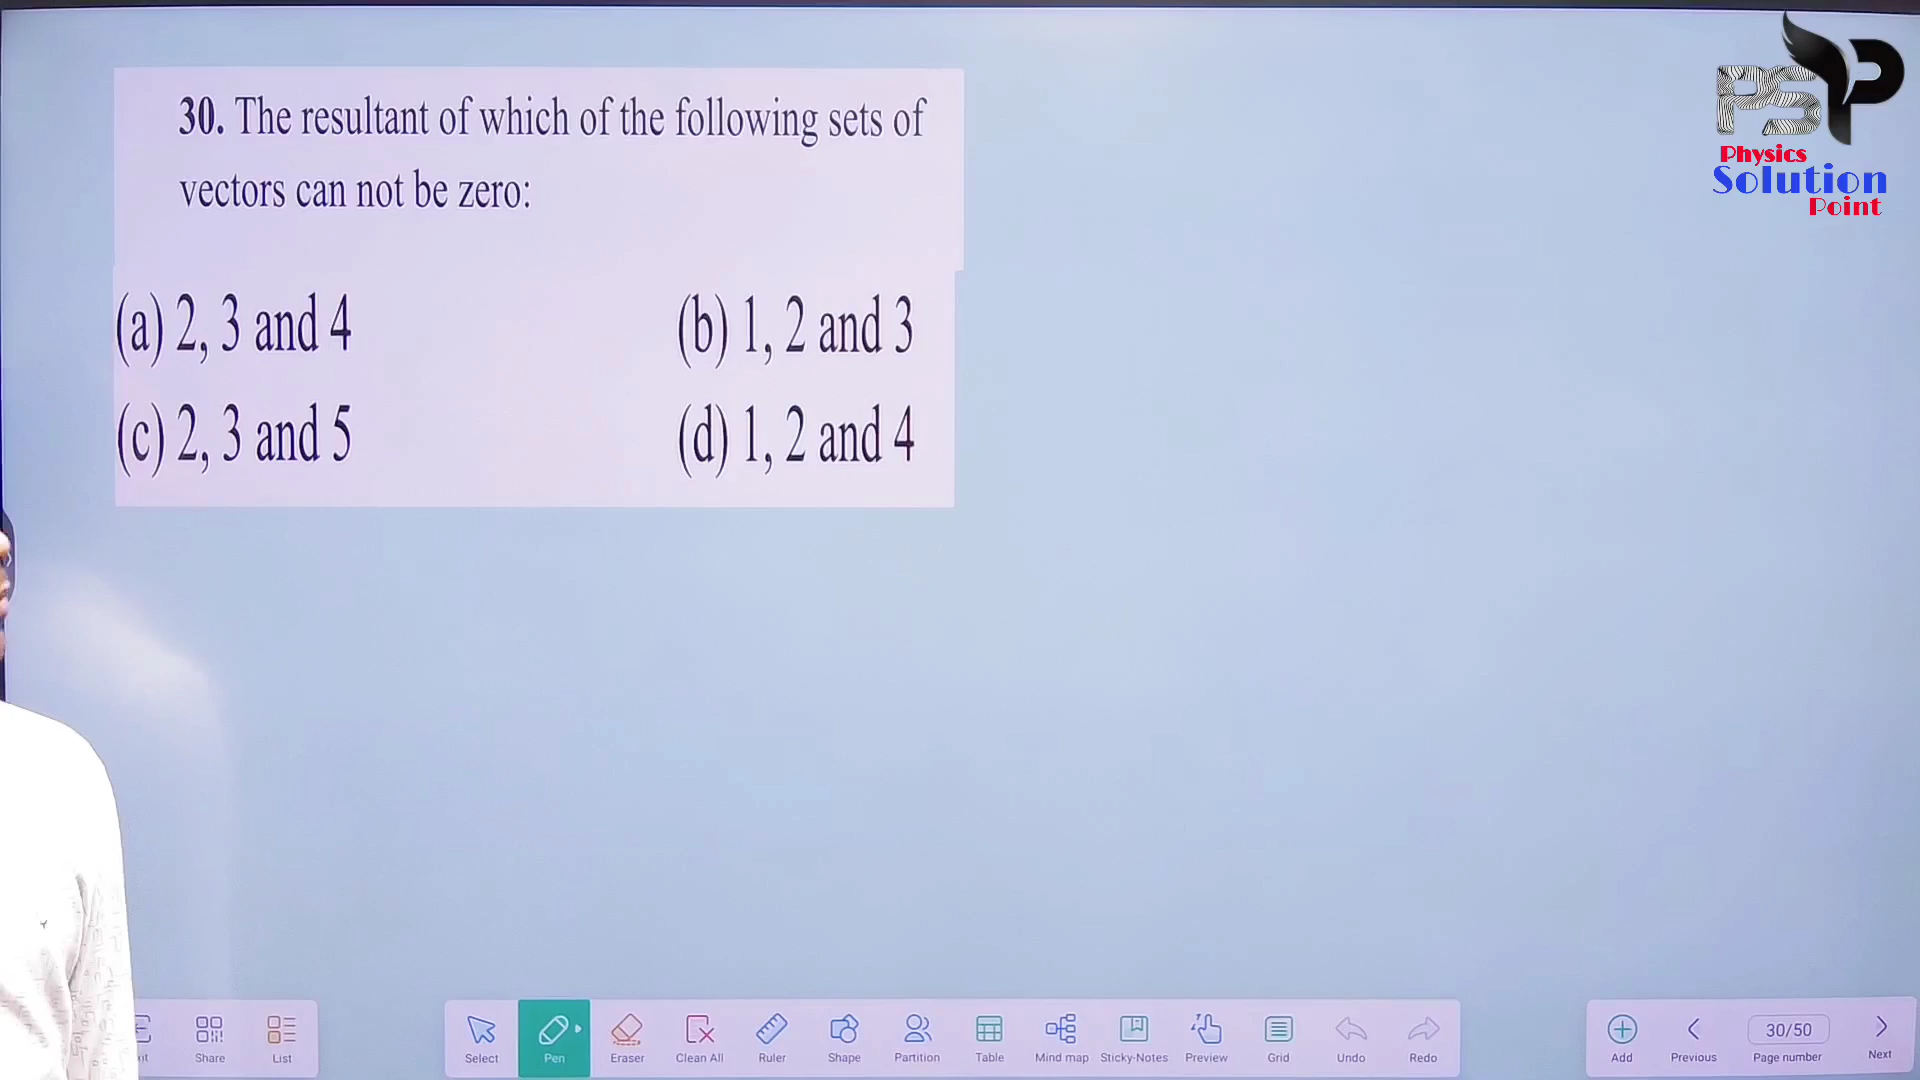 30. The resultant of which of the following sets of
vectors can not be zero:
(a) 2, 3 and 4
(b) 1, 2 and 3
(c) 2, 3 and 5
(d) 1, 2 and 4
PSP
Physics
Solution
Point
Share
List
Select
Pen
Eraser
Clean All
Ruler
Shape
Partition
Table
Mind map
Sticky-Notes
Preview
Grid
Undo
Redo
Add
Previous
30/50
Page number
Next